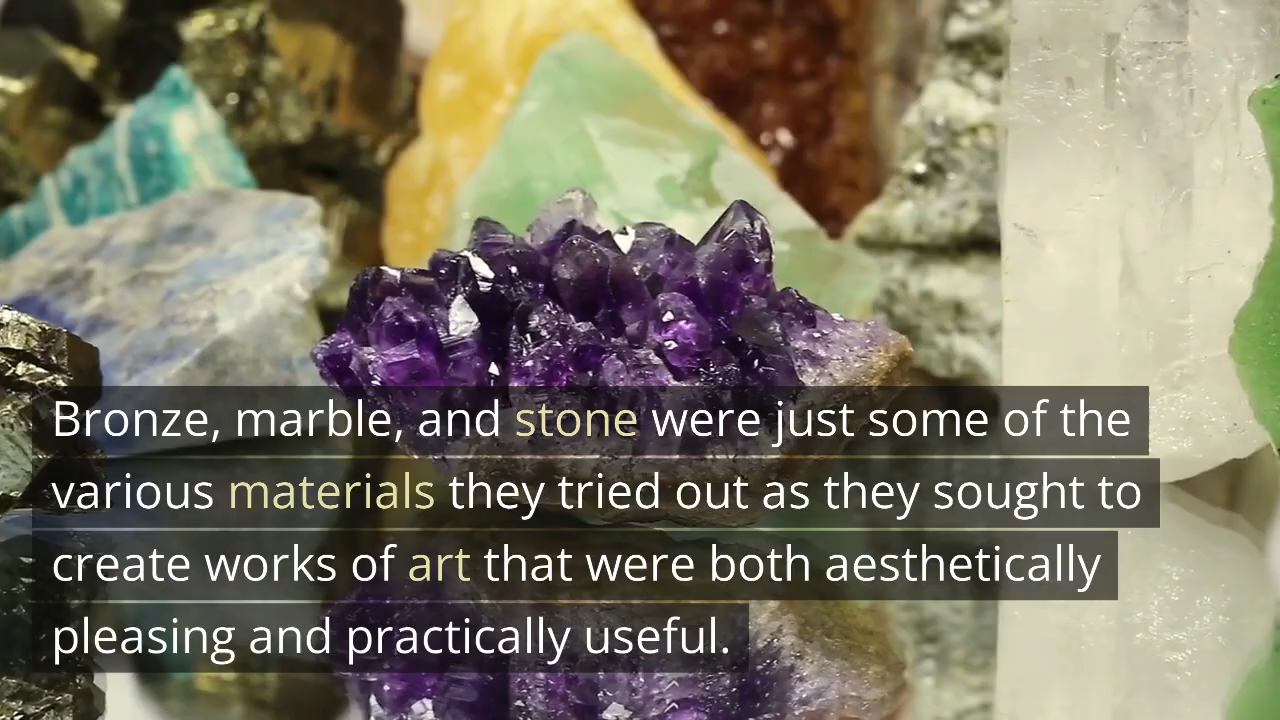 Bronze, marble, and stone were just some of the
various materials they tried out as they sought to
create works of art that were both aesthetically
pleasing and practically useful.